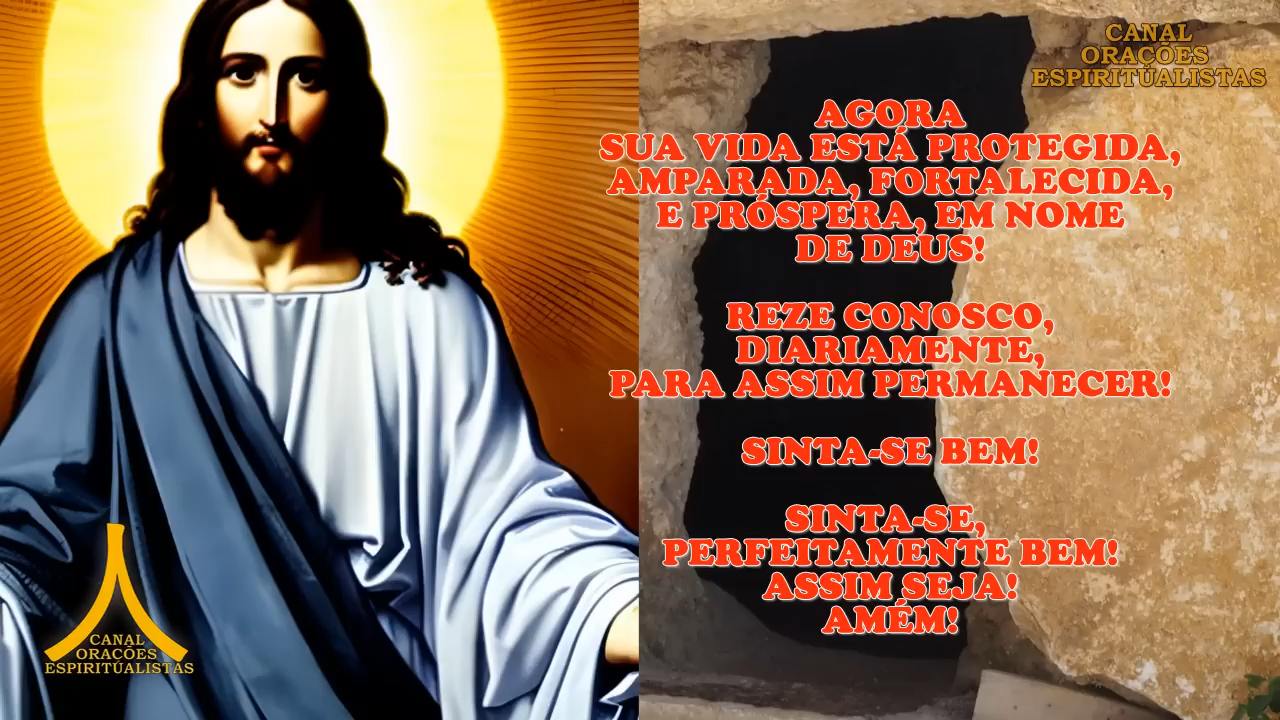 CANAL
ORAÇÕES
ESPIRITUALISTAS
AGORA
SUA VIDA ESTÁ PROTEGIDA,
AMPARADA, FORTALECIDA,
E PRÓSPERA, EM NOME
DE DEUS!
REZE CONOSCO,
DIARIAMENTE,
PARA ASSIM PERMANECER!
SINTA-SE BEM!
SINTA-SE,
PERFEITAMENTE BEM!
ASSIM SEJA!
AMÉM!
CANAL
ORAÇÕES
ESPIRITUALISTAS